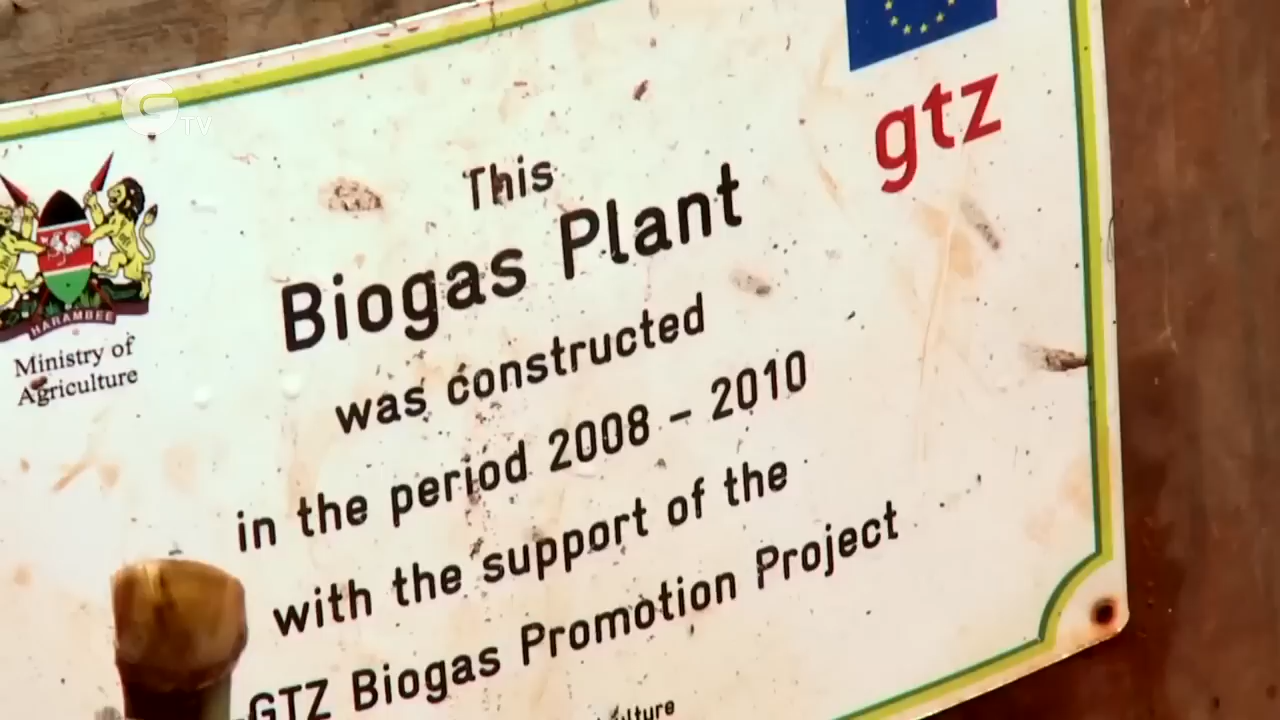 G TV
gtz
HARAMBEE
Ministry of
Agriculture
This
Biogas Plant
was constructed
in the period 2008 - 2010
with the support of the
GTZ Biogas Promotion Project